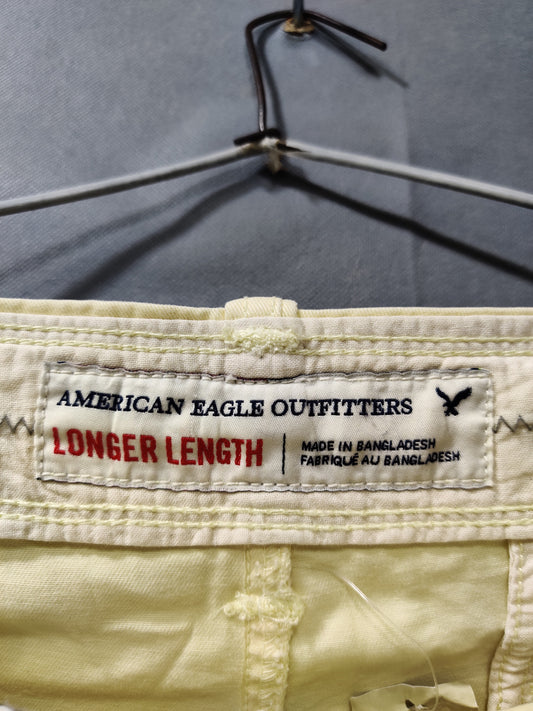 AMERICAN EAGLE OUTFITTERS
LONGER LENGTH
MADE IN BANGLADESH
FABRIQUÉ AU BANGLADESH